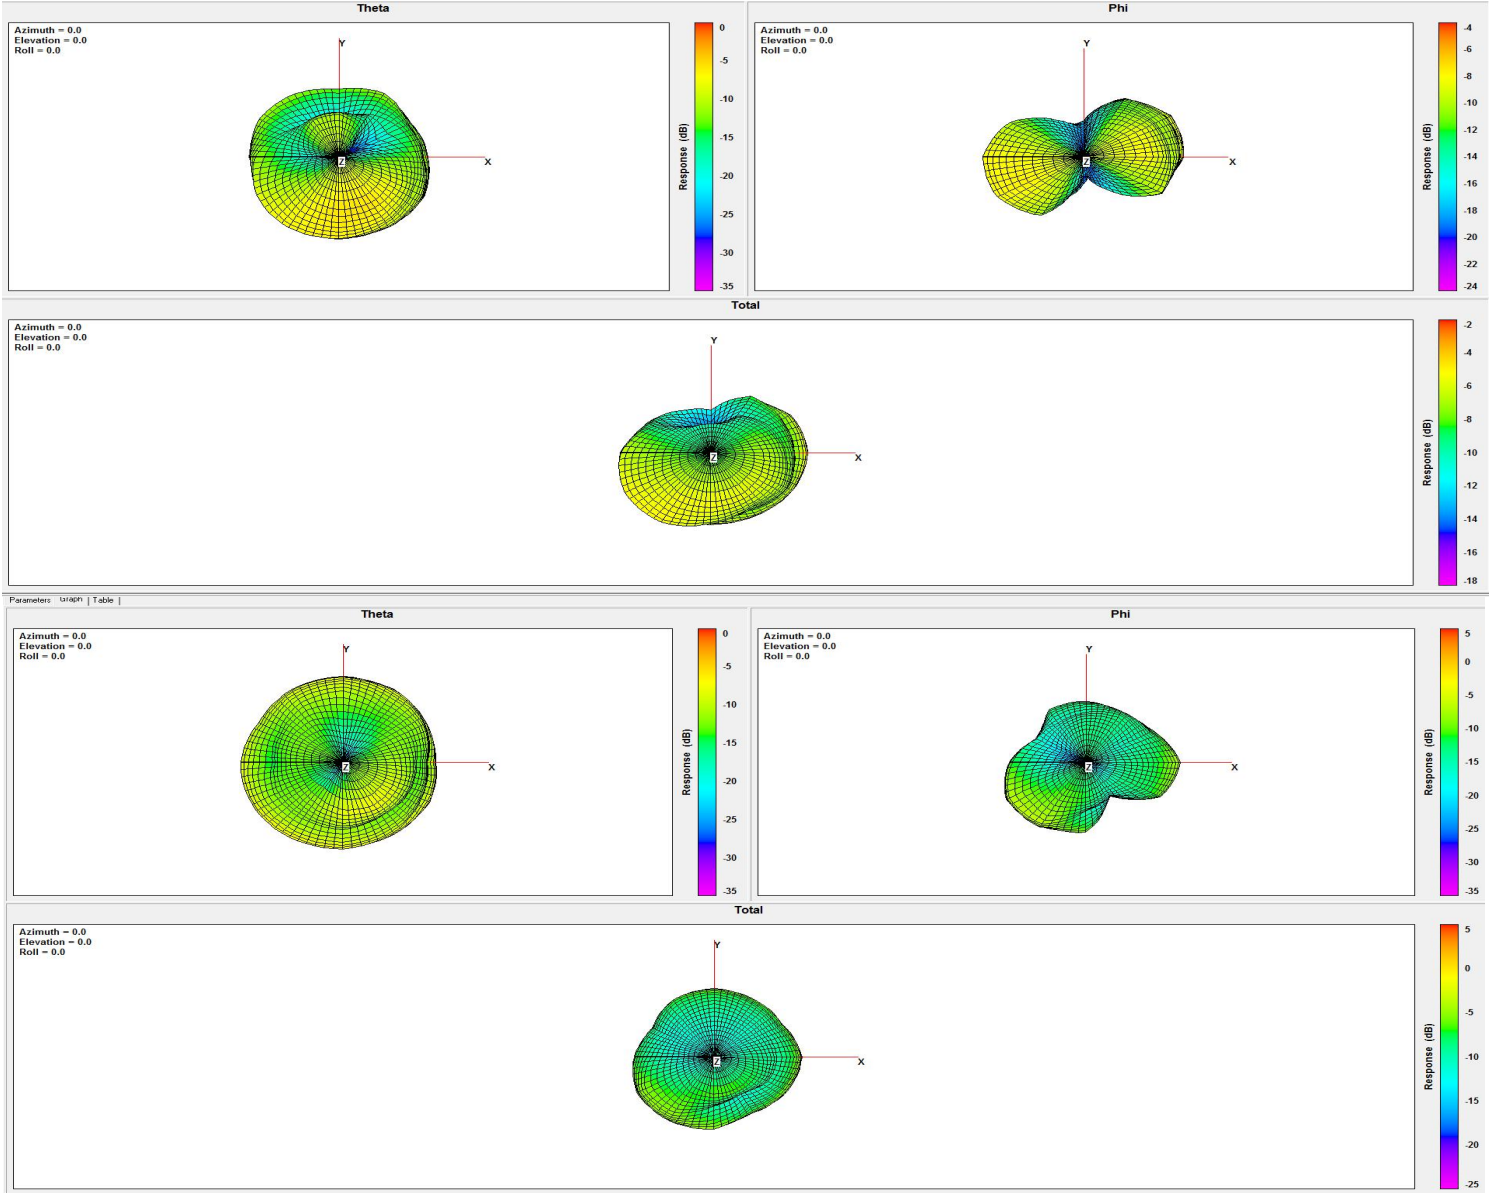 Theta
Azimuth = 0.0
Elevation = 0.0
Roll = 0.0
Y
X
Z
0
-5
-10
-15
-20
-25
-30
-35
Response (dB)
Phi
Azimuth = 0.0
Elevation = 0.0
Roll = 0.0
Y
X
Z
-4
-6
-8
-10
-12
-14
-16
-18
-20
-22
-24
Response (dB)
Total
Azimuth = 0.0
Elevation = 0.0
Roll = 0.0
Y
X
Z
-2
-4
-6
-8
-10
-12
-14
-16
-18
Response (dB)
Parameters Graph | Table |
Theta
Azimuth = 0.0
Elevation = 0.0
Roll = 0.0
Y
X
Z
0
-5
-10
-15
-20
-25
-30
-35
Response (dB)
Phi
Azimuth = 0.0
Elevation = 0.0
Roll = 0.0
Y
X
Z
5
0
-5
-10
-15
-20
-25
-30
-35
Response (dB)
Total
Azimuth = 0.0
Elevation = 0.0
Roll = 0.0
Y
X
Z
5
0
-5
-10
-15
-20
-25
Response (dB)